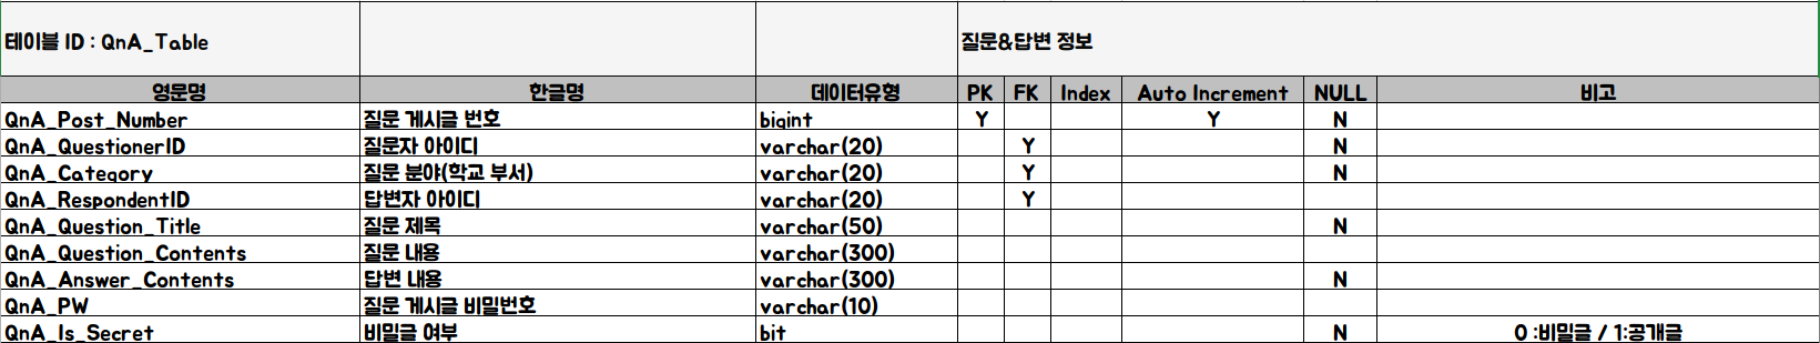 테이블 ID : QnA_Table 질문&답변 정보
영문명 한글명 데이터유형 PK FK Index Auto Increment NULL 비고
QnA_Post_Number 질문 게시글 번호 bigint Y Y N
QnA_QuestionerID 질문자 아이디 varchar(20) Y N
QnA_Category 질문 분야(학교 부서) varchar(20) Y N
QnA_RespondentID 답변자 아이디 varchar(20) Y
QnA_Question_Title 질문 제목 varchar(50) N
QnA_Question_Contents 질문 내용 varchar(300)
QnA_Answer_Contents 답변 내용 varchar(300) N
QnA_PW 질문 게시글 비밀번호 varchar(10)
QnA_Is_Secret 비밀글 여부 bit N 0 :비밀글 / 1:공개글